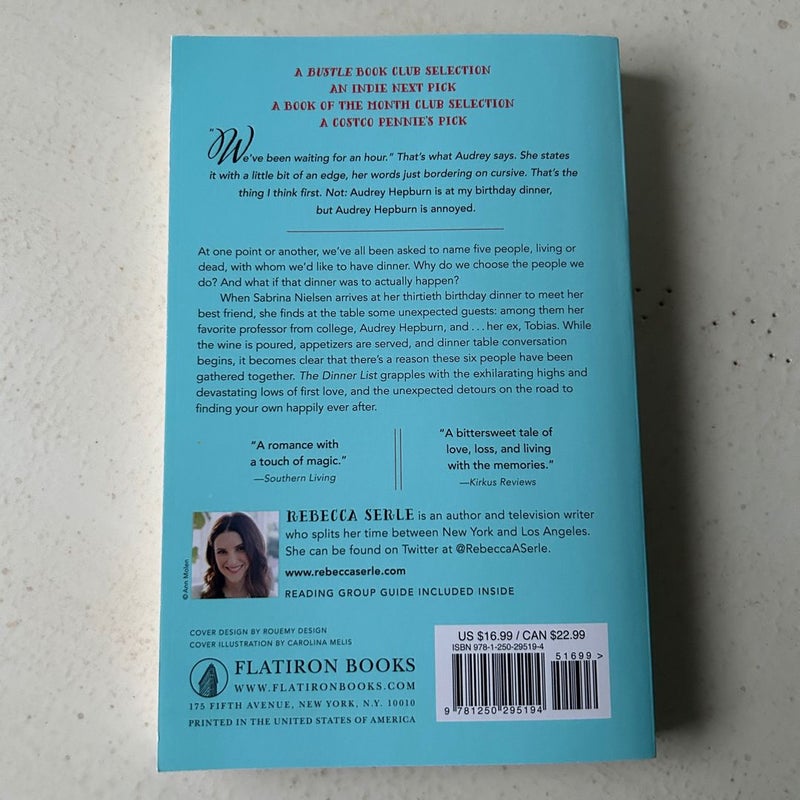 A BUSTLE BOOK CLUB SELECTION
AN INDIE NEXT PICK
A BOOK OF THE MONTH CLUB SELECTION
A COSTCO PENNIE'S PICK
"We've been waiting for an hour." That's what Audrey says. She states
it with a little bit of an edge, her words just bordering on cursive. That's the
thing I think first. Not: Audrey Hepburn is at my birthday dinner,
but Audrey Hepburn is annoyed.
At one point or another, we've all been asked to name five people, living or
dead, with whom we'd like to have dinner. Why do we choose the people we
do? And what if that dinner was to actually happen?
When Sabrina Nielsen arrives at her thirtieth birthday dinner to meet her
best friend, she finds at the table some unexpected guests: among them her
favorite professor from college, Audrey Hepburn, and . . . her ex, Tobias. While
the wine is poured, appetizers are served, and dinner table conversation
begins, it becomes clear that there's a reason these six people have been
gathered together. The Dinner List grapples with the exhilarating highs and
devastating lows of first love, and the unexpected detours on the road to
finding your own happily ever after.
"A romance with
a touch of magic."
—Southern Living
"A bittersweet tale of
love, loss, and living
with the memories."
—Kirkus Reviews
© Ann Molen
REBECCA SERLE is an author and television writer
who splits her time between New York and Los Angeles.
She can be found on Twitter at @RebeccaASerle.
www.rebeccaserle.com
READING GROUP GUIDE INCLUDED INSIDE
COVER DESIGN BY ROUEMY DESIGN
COVER ILLUSTRATION BY CAROLINA MELIS
FLATIRON BOOKS
WWW.FLATIRONBOOKS.COM
175 FIFTH AVENUE, NEW YORK, N.Y. 10010
PRINTED IN THE UNITED STATES OF AMERICA
US $16.99 / CAN $22.99
ISBN 978-1-250-29519-4
51699 >
9 781250 295194